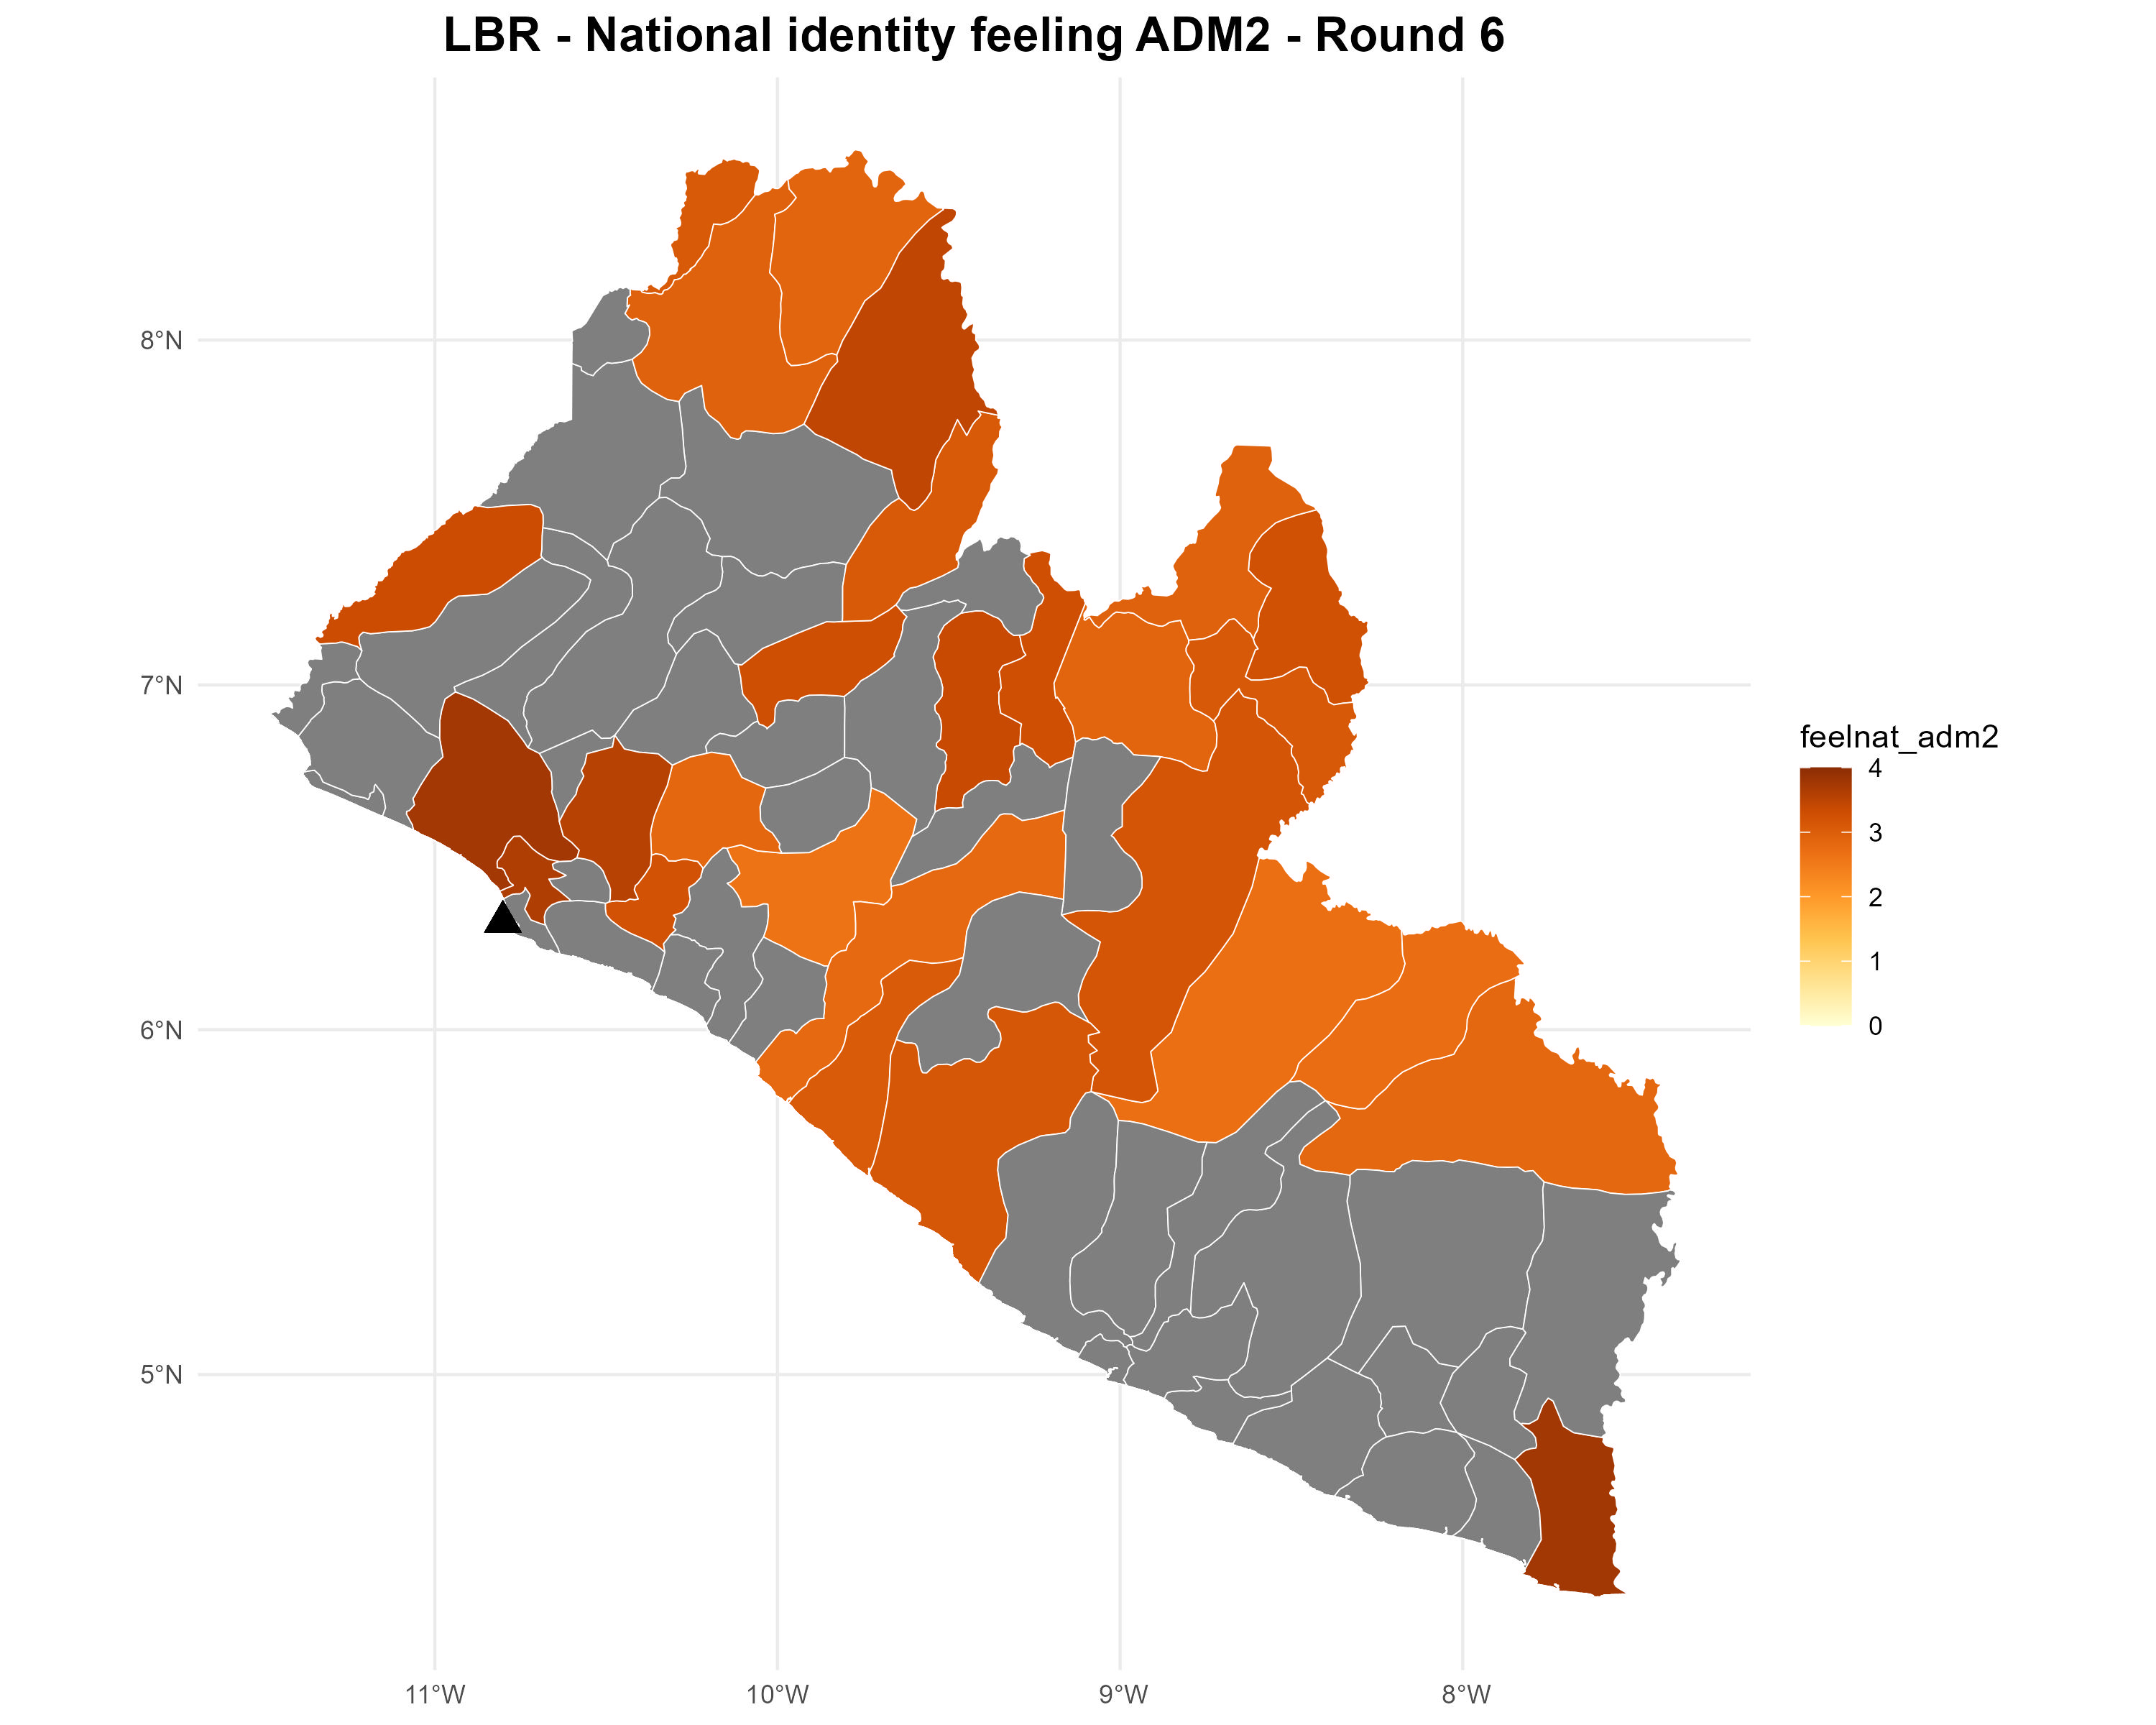 LBR - National identity feeling ADM2 - Round 6
8°N
7°N
6°N
5°N
11°W
10°W
9°W
8°W
feelnat_adm2
4
3
2
1
0